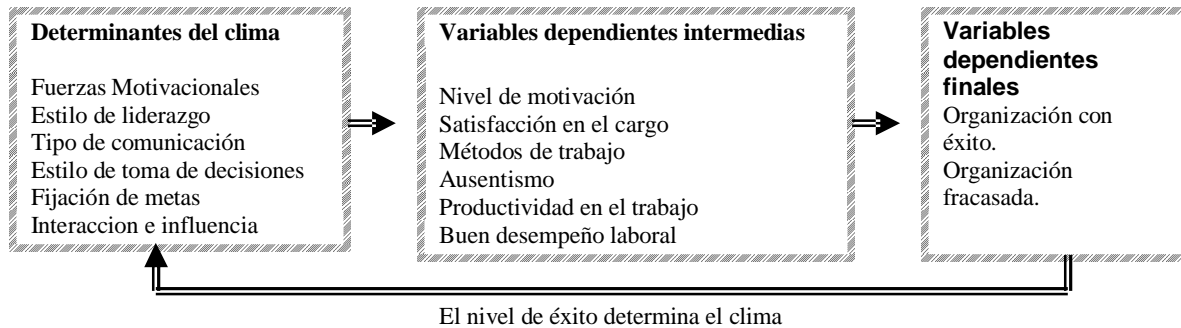 Determinantes del clima
Fuerzas Motivacionales
Estilo de liderazgo
Tipo de comunicación
Estilo de toma de decisiones
Fijación de metas
Interaccion e influencia
Variables dependientes intermedias
Nivel de motivación
Satisfacción en el cargo
Métodos de trabajo
Ausentismo
Productividad en el trabajo
Buen desempeño laboral
Variables
dependientes
finales
Organización con
éxito.
Organización
fracasada.
El nivel de éxito determina el clima